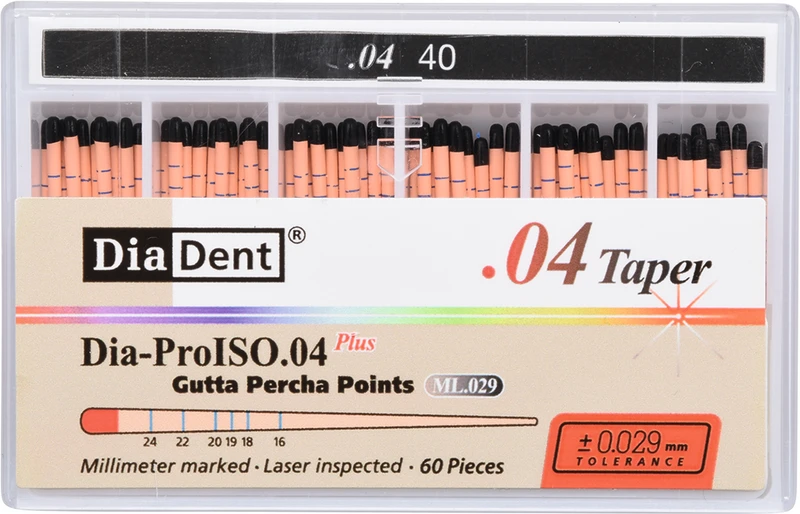 .04 40
DiaDent®
.04 Taper
Dia-ProISO.04 Plus
Gutta Percha Points ML.029
24 22 20 19 18 16
Millimeter marked · Laser inspected · 60 Pieces
± 0.029 mm
TOLERANCE